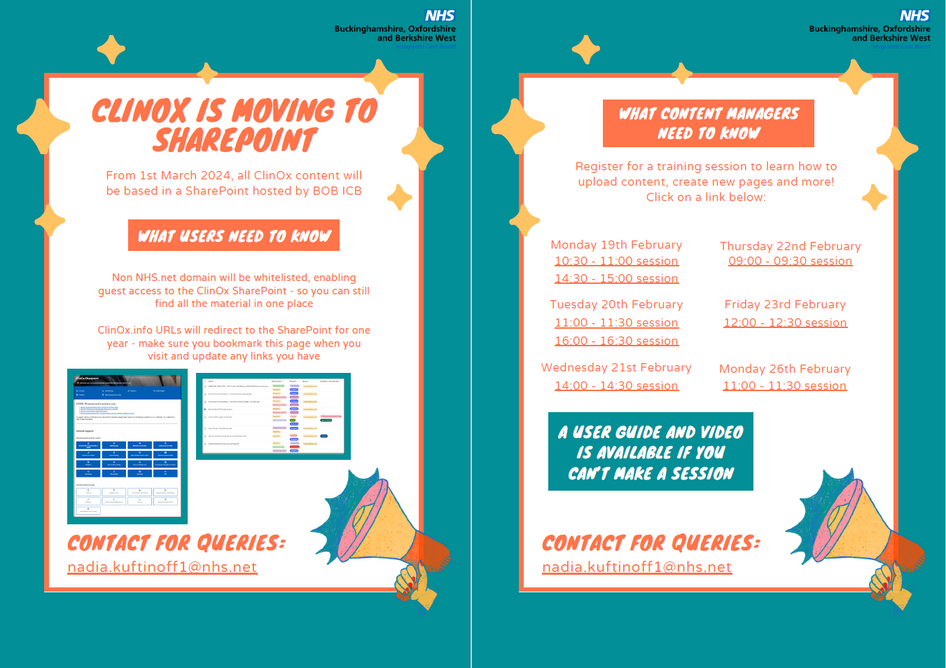 NHS
Buckinghamshire, Oxfordshire
and Berkshire West
CLINOX IS MOVING TO
SHAREPOINT
From 1st March 2024, all ClinOx content will
be based in a SharePoint hosted by BOB ICB
WHAT USERS NEED TO KNOW
Non NHS.net domain will be whitelisted, enabling
guest access to the ClinOx SharePoint - so you can still
find all the material in one place
ClinOx.info URLs will redirect to the SharePoint for one
year - make sure you bookmark this page when you
visit and update any links you have
CONTACT FOR QUERIES:
nadia.kuftinoff1@nhs.net
NHS
Buckinghamshire, Oxfordshire
and Berkshire West
WHAT CONTENT MANAGERS
NEED TO KNOW
Register for a training session to learn how to
upload content, create new pages and more!
Click on a link below:
Monday 19th February
10:30 - 11:00 session
14:30 - 15:00 session
Tuesday 20th February
11:00 - 11:30 session
16:00 - 16:30 session
Wednesday 21st February
14:00 - 14:30 session
Thursday 22nd February
09:00 - 09:30 session
Friday 23rd February
12:00 - 12:30 session
Monday 26th February
11:00 - 11:30 session
A USER GUIDE AND VIDEO
IS AVAILABLE IF YOU
CAN'T MAKE A SESSION
CONTACT FOR QUERIES:
nadia.kuftinoff1@nhs.net